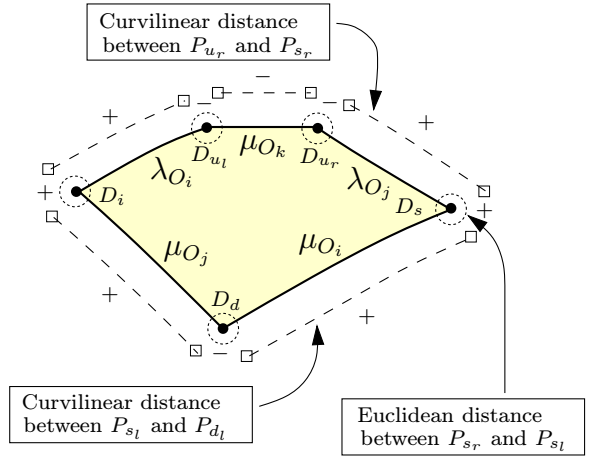 Curvilinear distance
between P_{u_r} and P_{s_r}
−
− −
+ +
μ_{O_k}
D_{u_l} D_{u_r}
λ_{O_i} λ_{O_j}
+ D_i D_s +
μ_{O_j} μ_{O_i}
+ D_d
+
−
Curvilinear distance
between P_{s_l} and P_{d_l}
Euclidean distance
between P_{s_r} and P_{s_l}